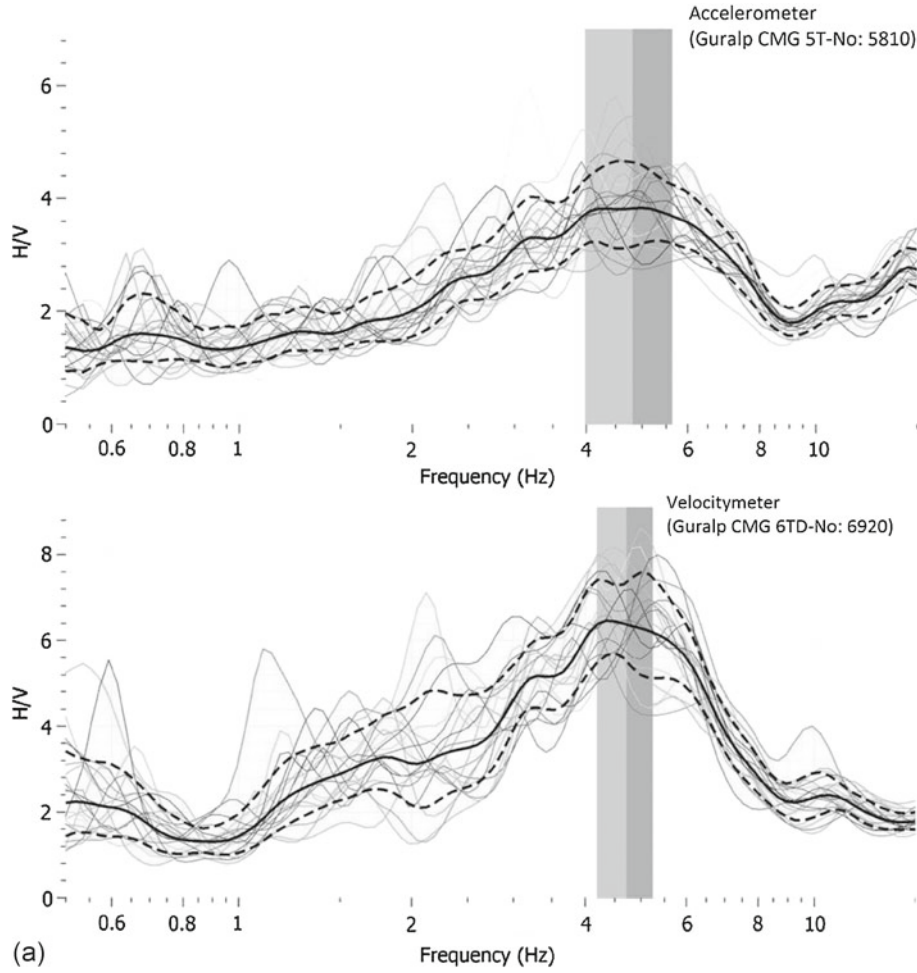 Accelerometer
(Guralp CMG 5T-No: 5810)
6
4
2
0
H/V
0.6 0.8 1 2 4 6 8 10
Frequency (Hz)
Velocitymeter
(Guralp CMG 6TD-No: 6920)
8
6
4
2
0
H/V
0.6 0.8 1 2 4 6 8 10
(a)
Frequency (Hz)